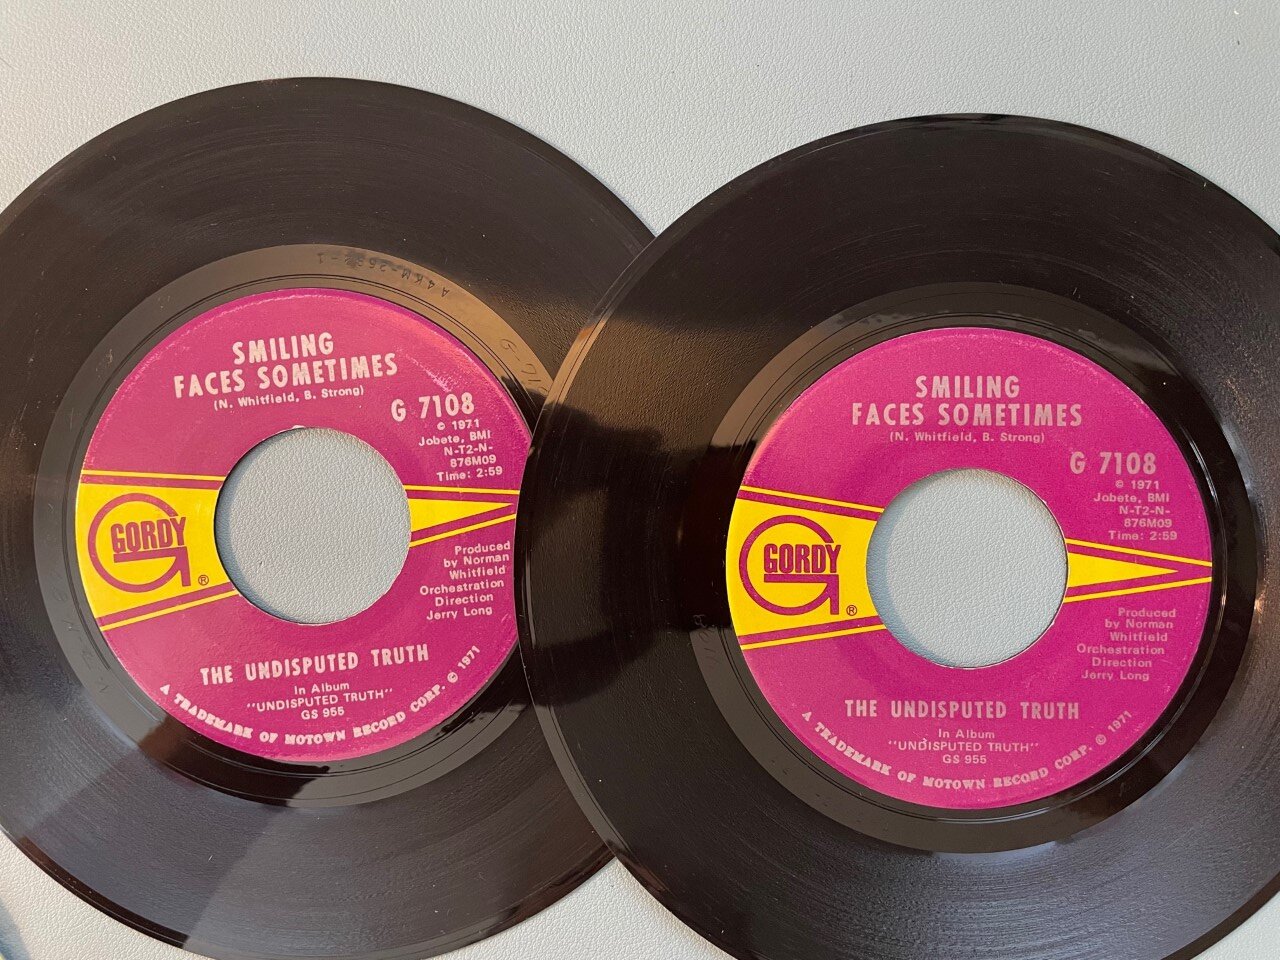 SMILING
FACES SOMETIMES
(N. Whitfield, B. Strong)
G 7108
© 1971
Jobete, BMI
N-T2-N-
876M09
Time: 2:59
GORDY
®
Produced
by Norman
Whitfield
Orchestration
Direction
Jerry Long
THE UNDISPUTED TRUTH
In Album
"UNDISPUTED TRUTH"
GS 955
A TRADEMARK OF MOTOWN RECORD CORP. © 1971
SMILING
FACES SOMETIMES
(N. Whitfield, B. Strong)
G 7108
© 1971
Jobete, BMI
N-T2-N-
876M09
Time: 2:59
GORDY
®
Produced
by Norman
Whitfield
Orchestration
Direction
Jerry Long
THE UNDISPUTED TRUTH
In Album
"UNDISPUTED TRUTH"
GS 955
A TRADEMARK OF MOTOWN RECORD CORP. © 1971